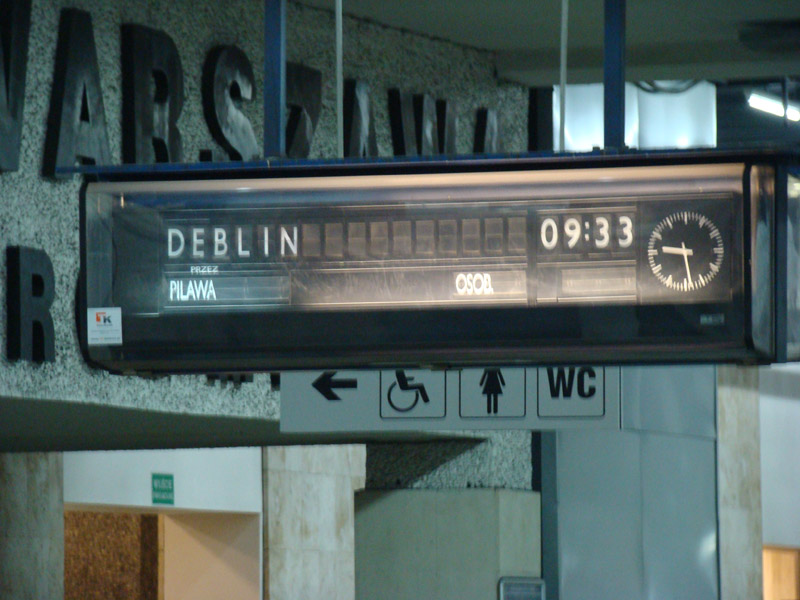 WARSZAWA
R
DEBLIN 09:33
PRZEZ
PILAWA OSOB.
WC